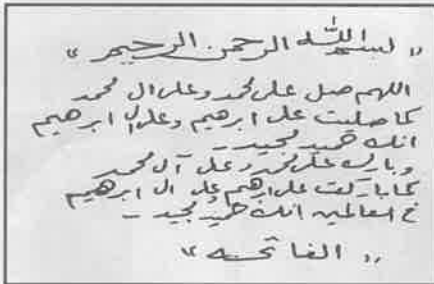 « بسم الله الرحمن الرحيم »
اللهم صل على محمد وعلى ال محمد
كما صليت على ابرهيم وعلى ال ابرهيم
انك حميد مجيد -
وبارك على محمد وعلى آل محمد
كما باركت على ابرهيم وعلى ال ابرهيم
في العالمين انك حميد مجيد -
« الفاتحه »